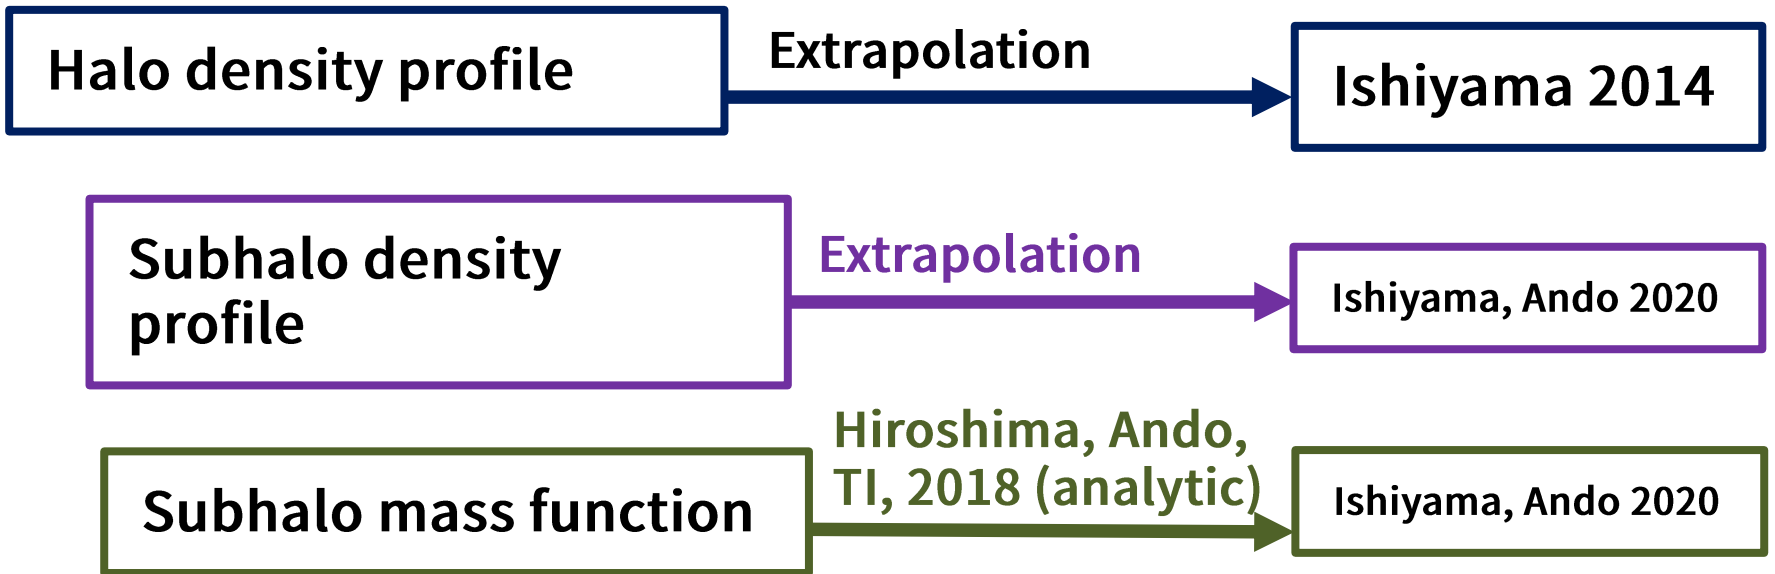 Halo density profile
Extrapolation
Ishiyama 2014
Subhalo density
profile
Extrapolation
Ishiyama, Ando 2020
Subhalo mass function
Hiroshima, Ando,
TI, 2018 (analytic)
Ishiyama, Ando 2020